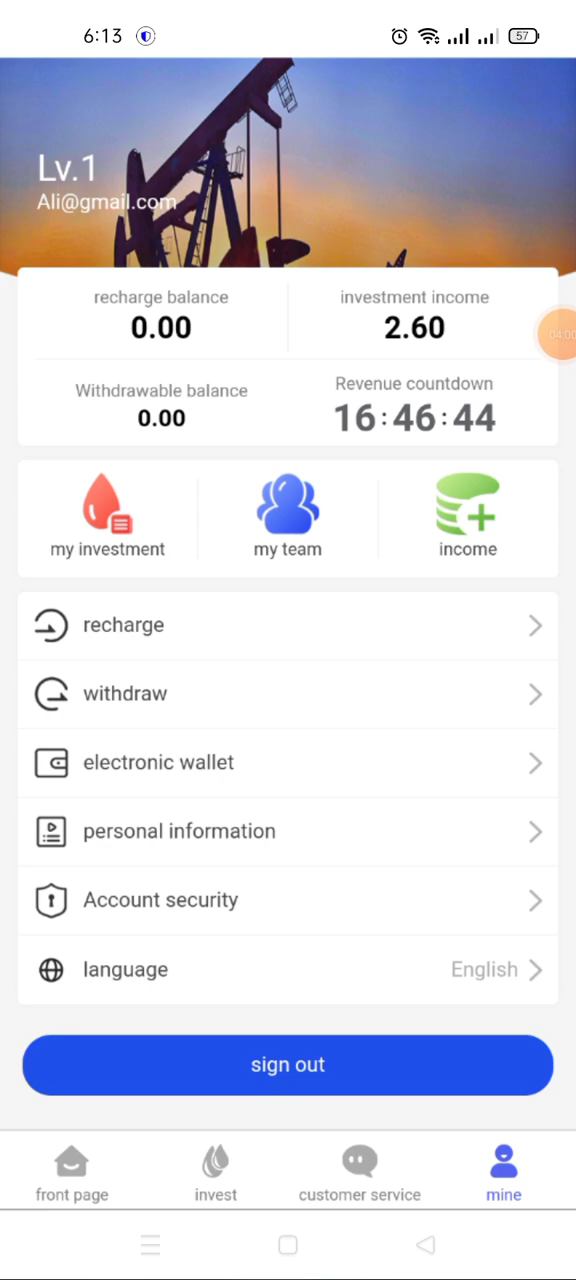 6:13
57
Lv.1
Ali@gmail.com
recharge balance
0.00
investment income
2.60
04:00
Withdrawable balance
0.00
Revenue countdown
16:46:44
my investment
my team
income
recharge
withdraw
electronic wallet
personal information
Account security
language
English
sign out
front page
invest
customer service
mine